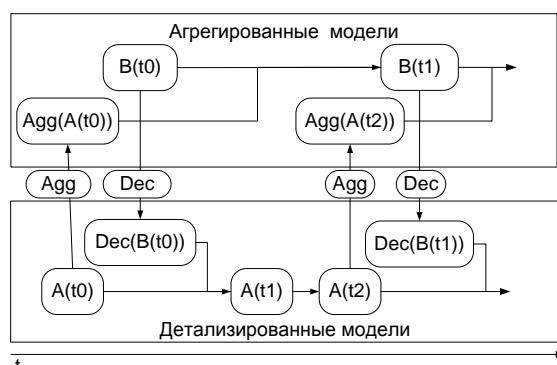 Агрегированные модели
B(t0)
B(t1)
Agg(A(t0))
Agg(A(t2))
Agg
Dec
Agg
Dec
Dec(B(t0))
Dec(B(t1))
A(t0)
A(t1)
A(t2)
Детализированные модели
t